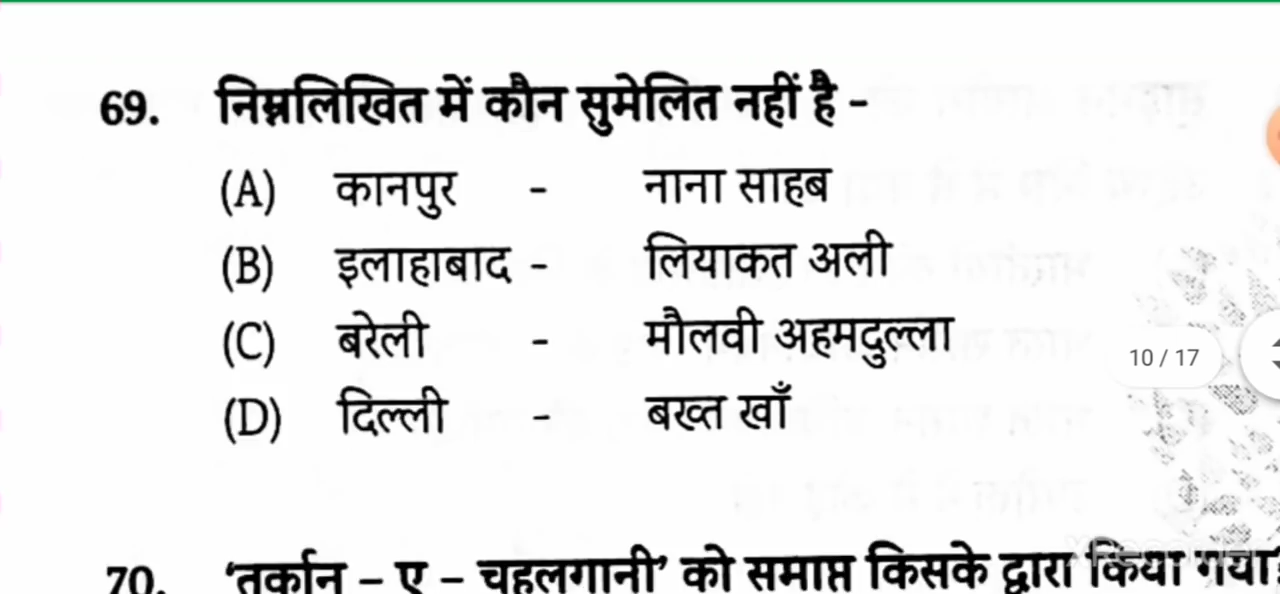 69. निम्नलिखित में कौन सुमेलित नहीं है -
(A) कानपुर - नाना साहब
(B) इलाहाबाद - लियाकत अली
(C) बरेली - मौलवी अहमदुल्ला
10 / 17
(D) दिल्ली - बख्त खाँ
70. ‘तर्कान – ए – चहलगानी’ को समाप्त किसके द्वारा किया गया
XRecorder